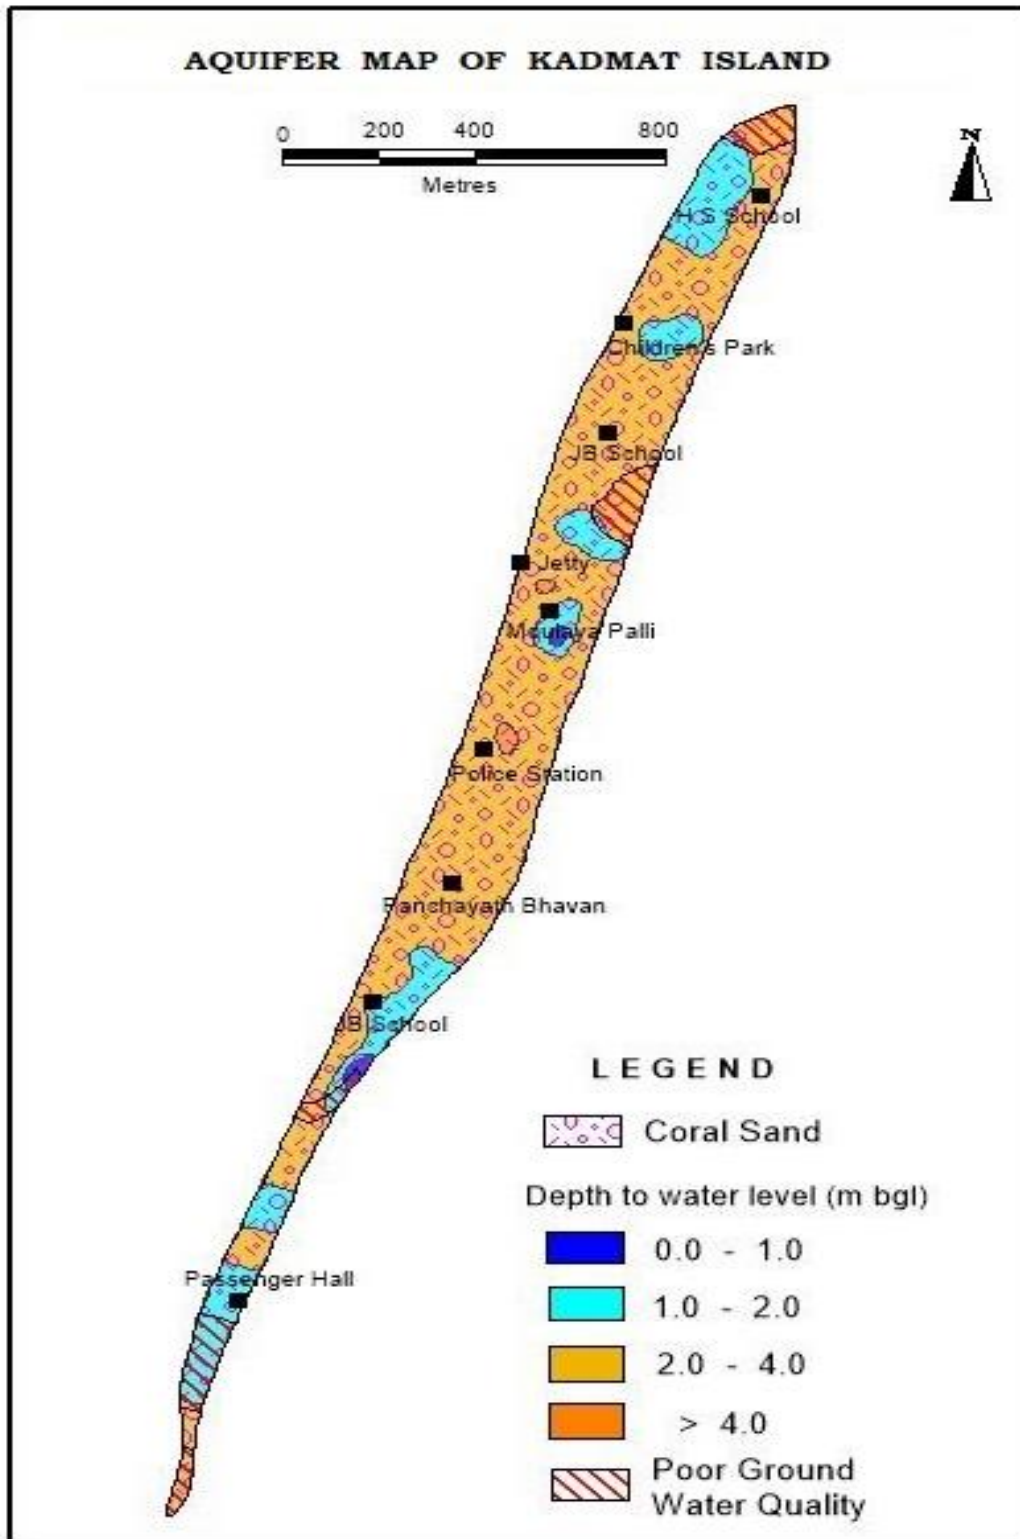 AQUIFER MAP OF KADMAT ISLAND
0 200 400 800
Metres
N
H S School
Children's Park
JB School
Jetty
Moulaya Palli
Police Station
Panchayath Bhavan
JB School
Passenger Hall
LEGEND
Coral Sand
Depth to water level (m bgl)
0.0 - 1.0
1.0 - 2.0
2.0 - 4.0
> 4.0
Poor Ground
Water Quality